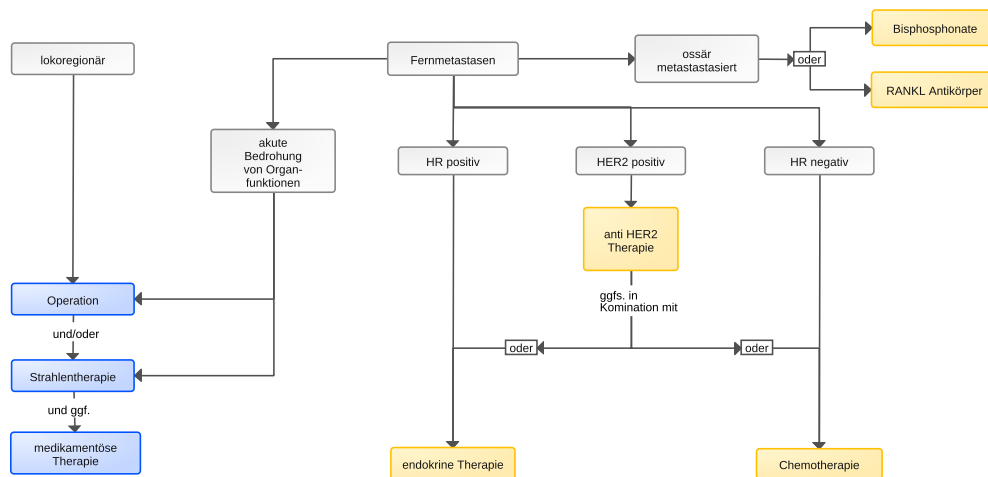 Bisphosphonate
lokoregionär
Fernmetastasen
ossär
metastastasiert
oder
RANKL Antikörper
akute
Bedrohung
von Organ-
funktionen
HR positiv
HER2 positiv
HR negativ
anti HER2
Therapie
Operation
ggfs. in
Komination mit
und/oder
oder
oder
Strahlentherapie
und ggf.
medikamentöse
Therapie
endokrine Therapie
Chemotherapie